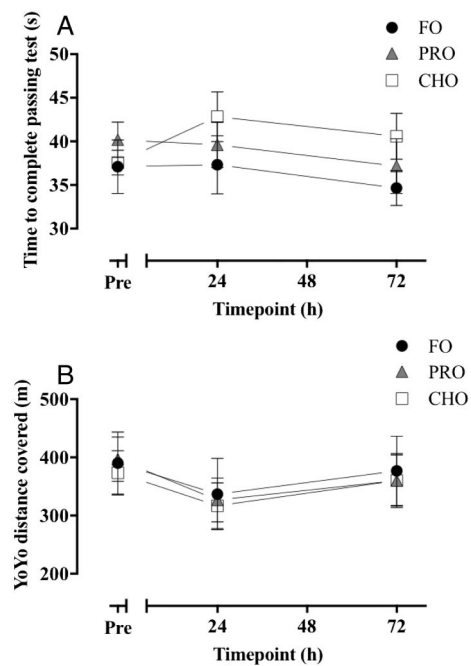 A
FO
PRO
CHO
Time to complete passing test (s)
50
45
40
35
30
Pre
24
48
72
Timepoint (h)
B
FO
PRO
CHO
YoYo distance covered (m)
500
400
300
200
Pre
24
48
72
Timepoint (h)